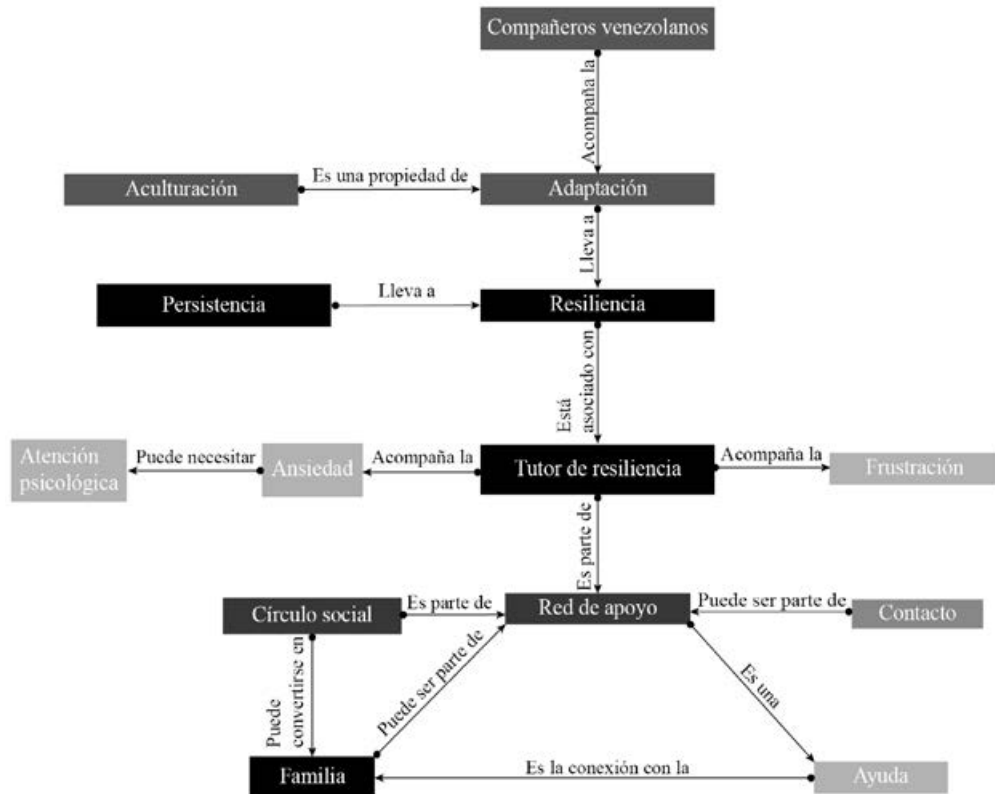 Compañeros venezolanos
Acompaña la
Aculturación
Es una propiedad de
Adaptación
Lleva a
Persistencia
Lleva a
Resiliencia
Está
asociado con
Atención
psicológica
Puede necesitar
Ansiedad
Acompaña la
Tutor de resiliencia
Acompaña la
Frustración
Es parte de
Círculo social
Es parte de
Red de apoyo
Puede ser parte de
Contacto
Puede
convertirse en
Puede ser parte de
Es una
Familia
Es la conexión con la
Ayuda